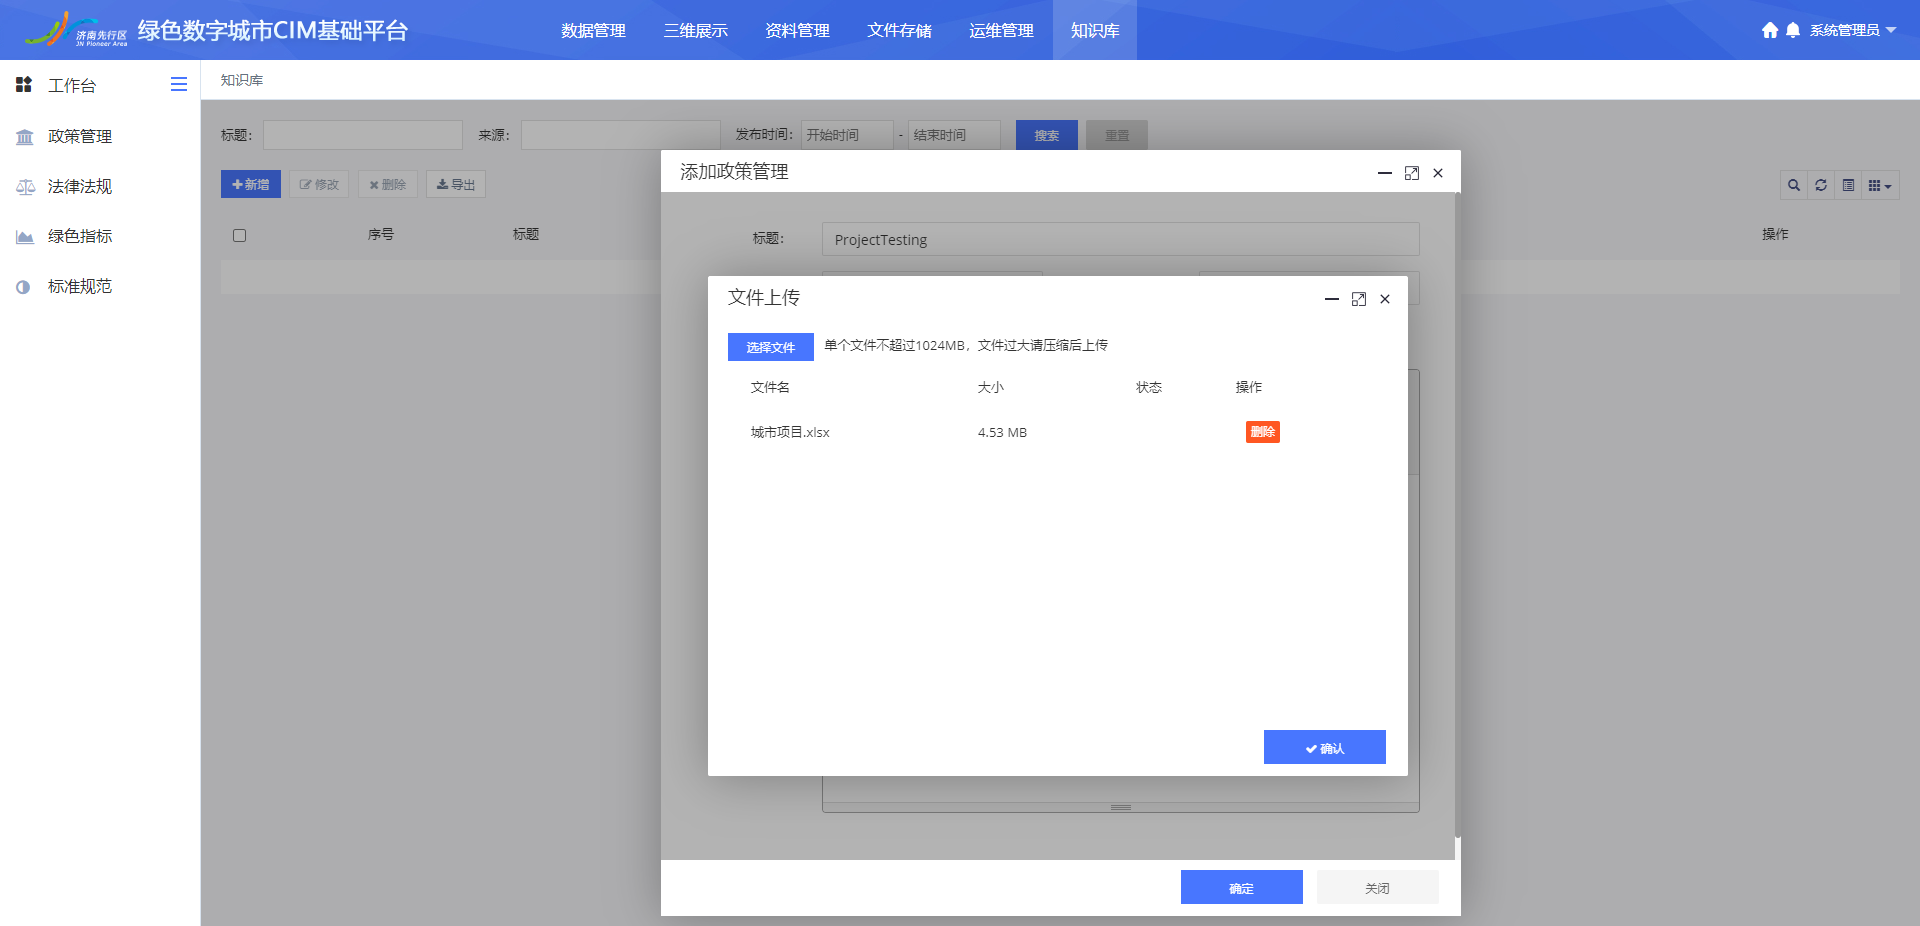 济南先行区
JN Pioneer Area
绿色数字城市CIM基础平台
数据管理 三维展示 资料管理 文件存储 运维管理 知识库
系统管理员
工作台
政策管理
法律法规
绿色指标
标准规范
知识库
标题： 来源： 发布时间： 开始时间 - 结束时间 搜索 重置
新增 修改 删除 导出
序号 标题 操作
添加政策管理
标题： ProjectTesting
文件上传
选择文件 单个文件不超过1024MB，文件过大请压缩后上传
文件名 大小 状态 操作
城市项目.xlsx 4.53 MB 删除
确认
确定 关闭